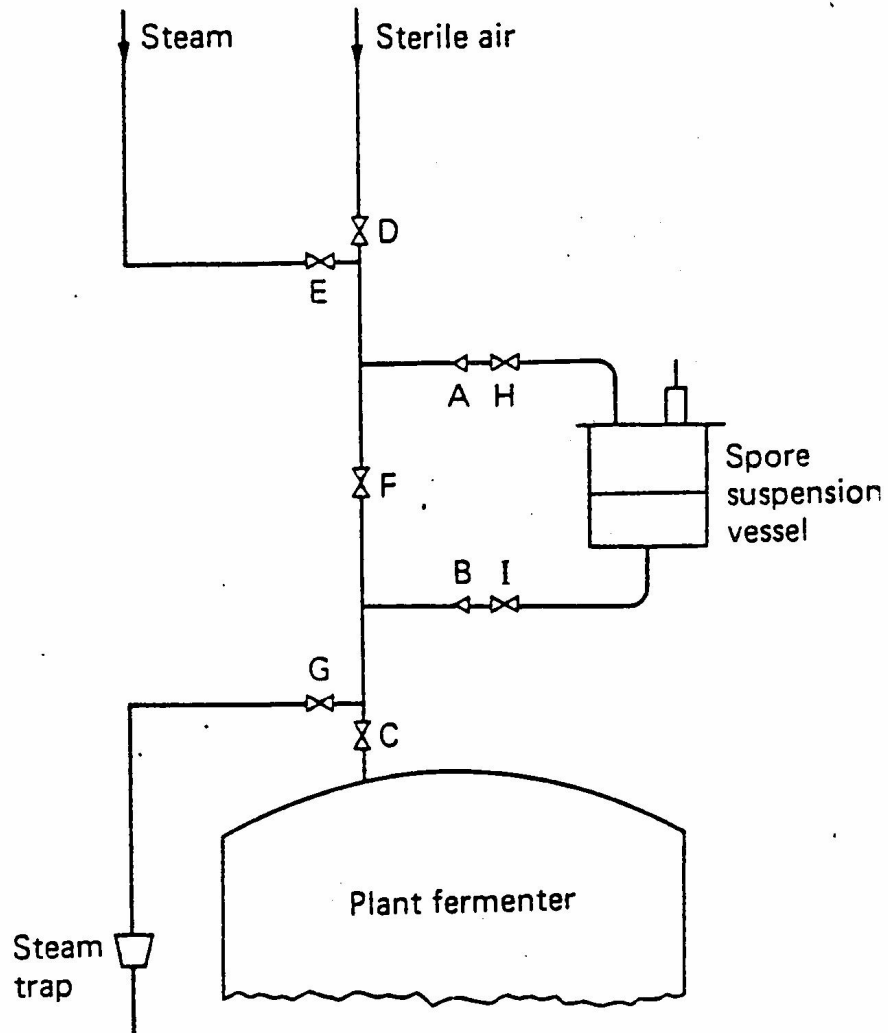 Steam
Sterile air
D
E
A H
F
Spore
suspension
vessel
B I
G
C
Plant fermenter
Steam
trap